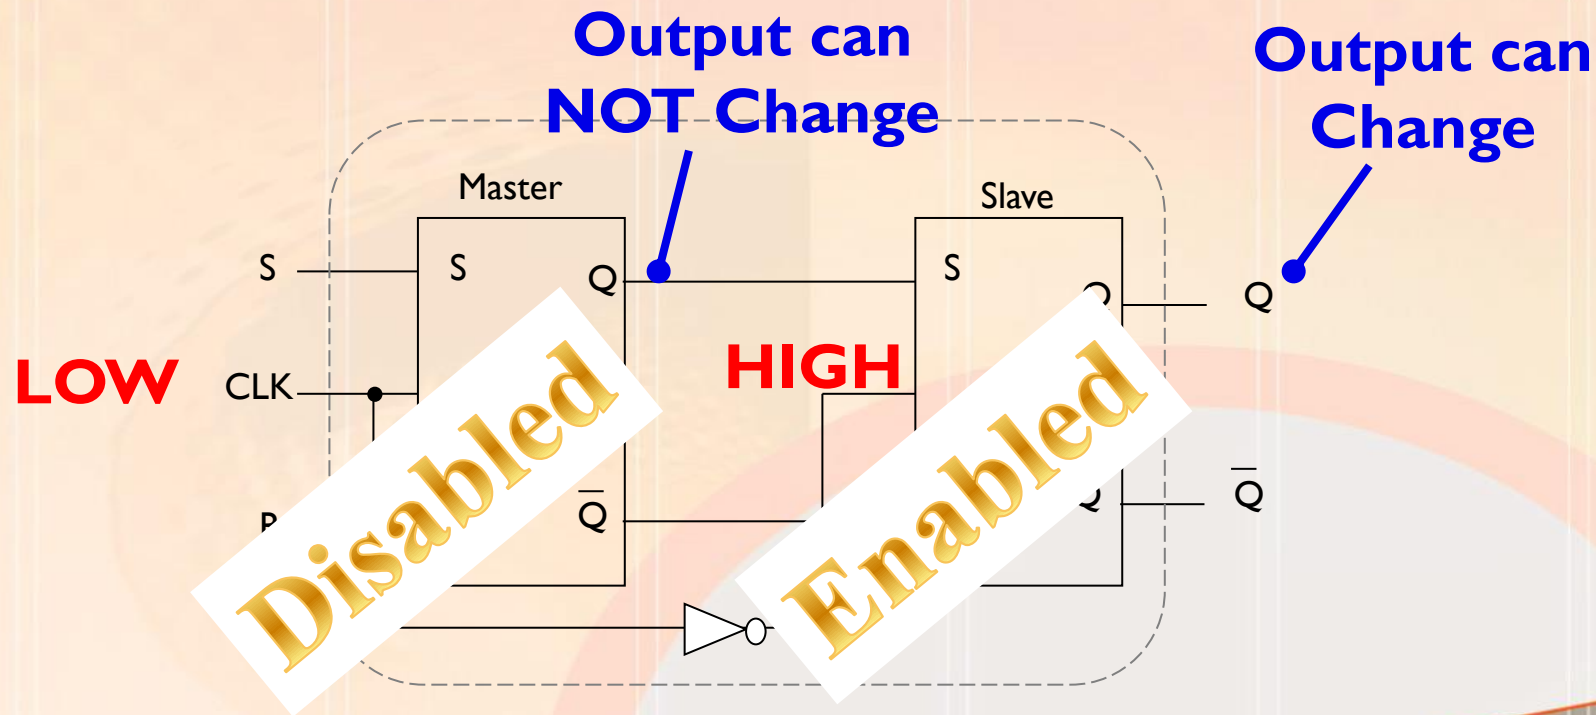 Output can
NOT Change
Output can
Change
Master
Slave
S
S
Q
S
Q
LOW
CLK
HIGH
Disabled
Enabled
Q̅
Q̅